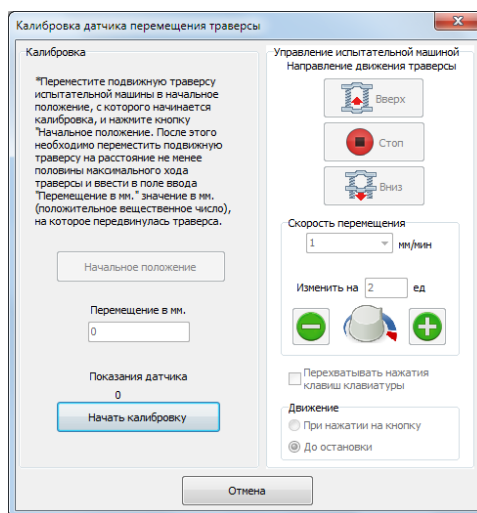 Калибровка датчика перемещения траверсы
Калибровка
"Переместите подвижную траверсу
испытательной машины в начальное
положение, с которого начинается
калибровка, и нажмите кнопку
"Начальное положение. После этого
необходимо переместить подвижную
траверсу на расстояние не менее
половины максимального хода
траверсы и ввести в поле ввода
"Перемещение в мм." значение в мм.
(положительное вещественное число),
на которое передвинулась траверса.
Начальное положение
Перемещение в мм.
0
Показания датчика
0
Начать калибровку
Управление испытательной машиной
Направление движения траверсы
Вверх
Стоп
Вниз
Скорость перемещения
1
мм/мин
Изменить на 2 ед
Перехватывать нажатия
клавиш клавиатуры
Движение
При нажатии на кнопку
До остановки
Отмена